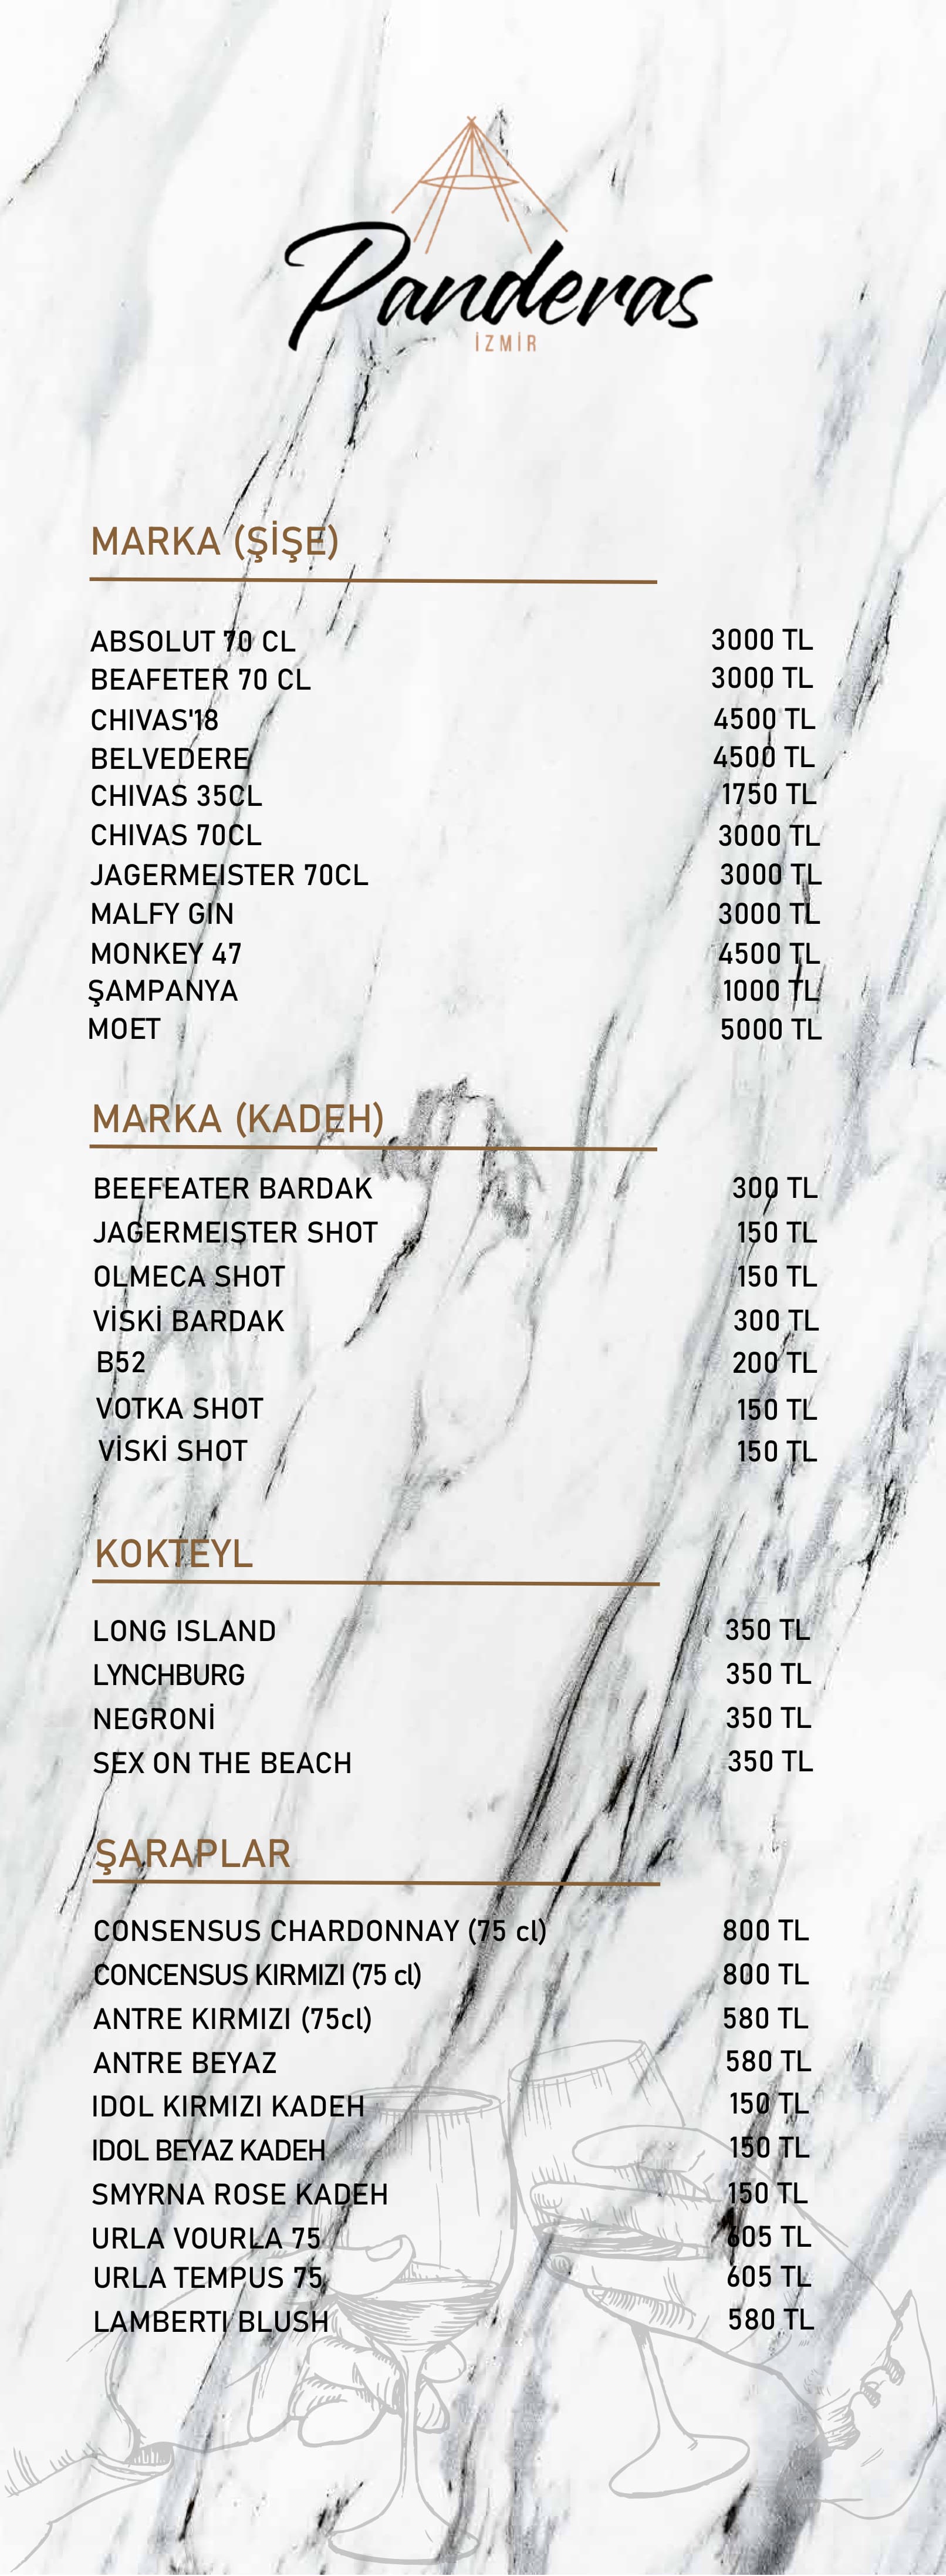 Panderas
İZMİR
MARKA (ŞİŞE)
ABSOLUT 70 CL 3000 TL
BEAFETER 70 CL 3000 TL
CHIVAS'18 4500 TL
BELVEDERE 4500 TL
CHIVAS 35CL 1750 TL
CHIVAS 70CL 3000 TL
JAGERMEISTER 70CL 3000 TL
MALFY GIN 3000 TL
MONKEY 47 4500 TL
ŞAMPANYA 1000 TL
MOET 5000 TL
MARKA (KADEH)
BEEFEATER BARDAK 300 TL
JAGERMEISTER SHOT 150 TL
OLMECA SHOT 150 TL
VİSKİ BARDAK 300 TL
B52 200 TL
VOTKA SHOT 150 TL
VİSKİ SHOT 150 TL
KOKTEYL
LONG ISLAND 350 TL
LYNCHBURG 350 TL
NEGRONİ 350 TL
SEX ON THE BEACH 350 TL
ŞARAPLAR
CONSENSUS CHARDONNAY (75 cl) 800 TL
CONCENSUS KIRMIZI (75 cl) 800 TL
ANTRE KIRMIZI (75cl) 580 TL
ANTRE BEYAZ 580 TL
IDOL KIRMIZI KADEH 150 TL
IDOL BEYAZ KADEH 150 TL
SMYRNA ROSE KADEH 150 TL
URLA VOURLA 75 605 TL
URLA TEMPUS 75 605 TL
LAMBERTI BLUSH 580 TL